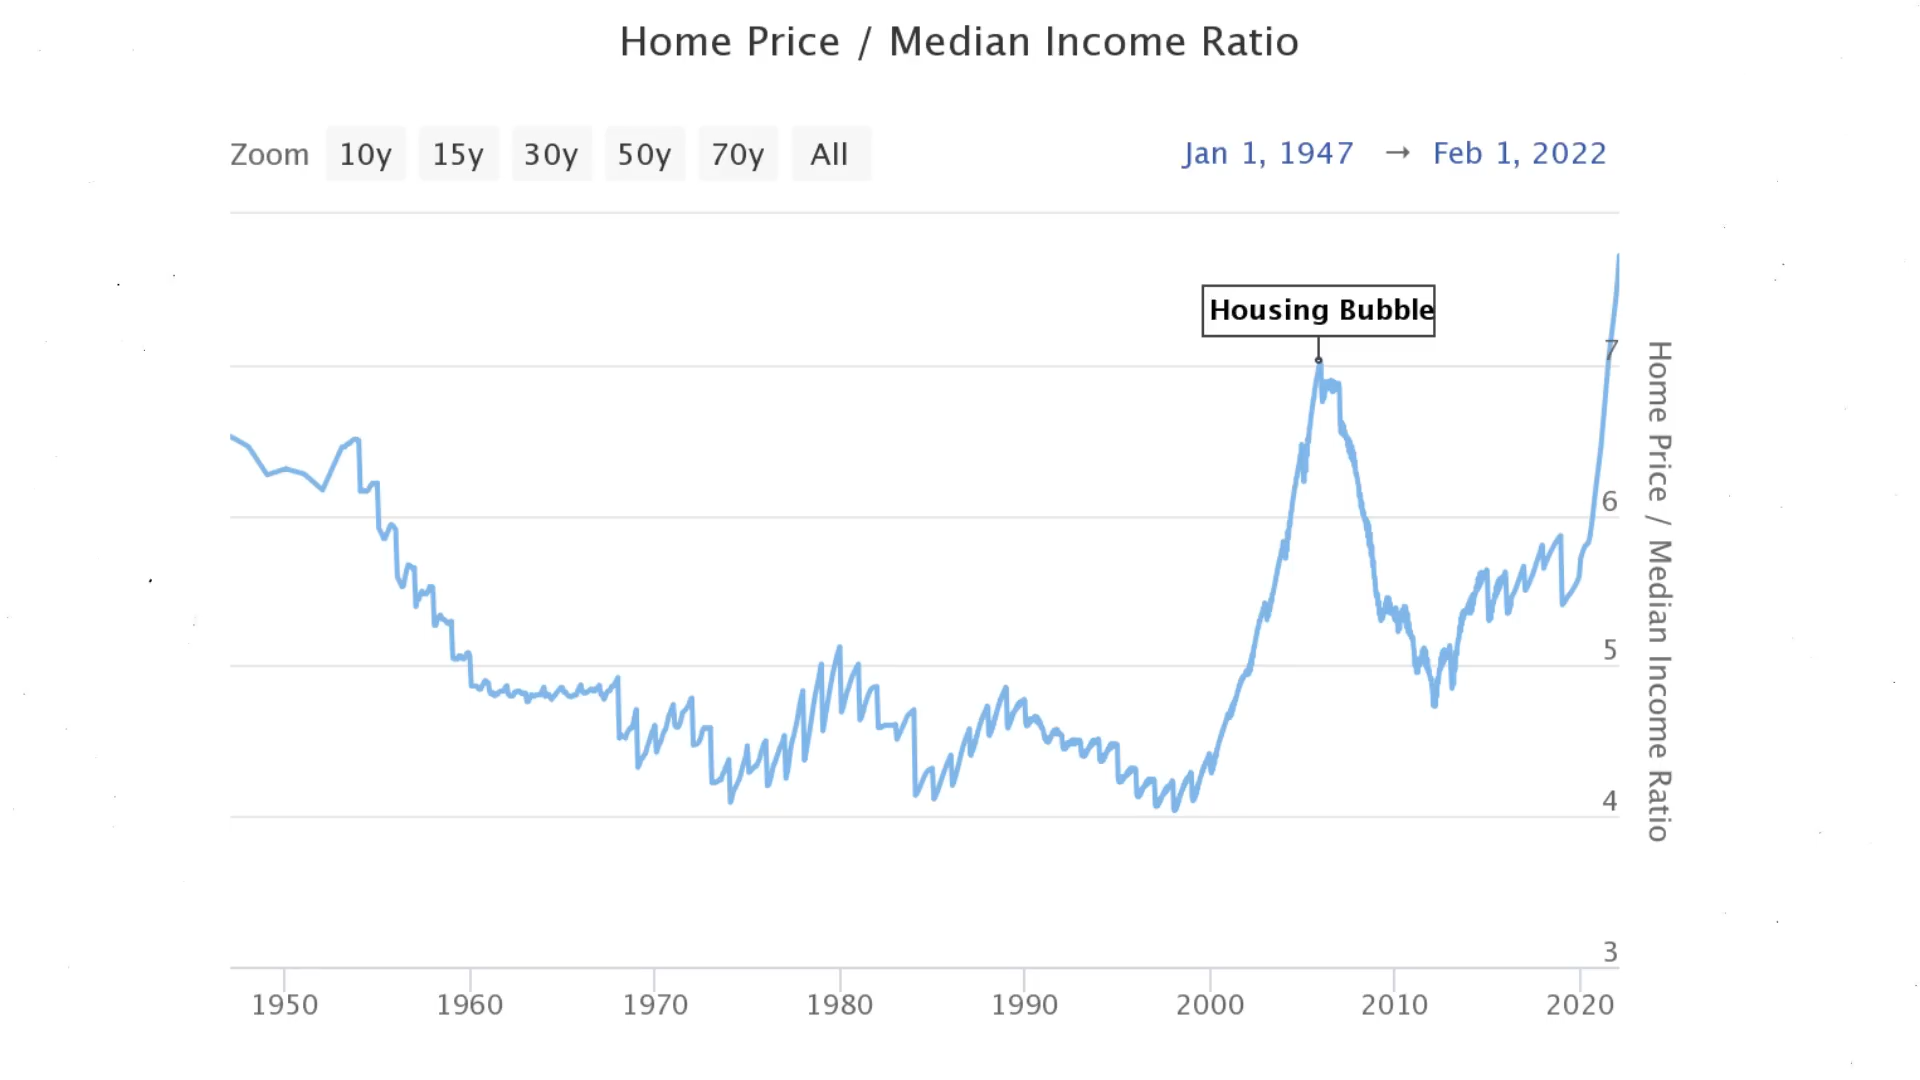 Home Price / Median Income Ratio
Zoom 10y 15y 30y 50y 70y All Jan 1, 1947 → Feb 1, 2022
Housing Bubble
7
6
5
4
3
Home Price / Median Income Ratio
1950 1960 1970 1980 1990 2000 2010 2020